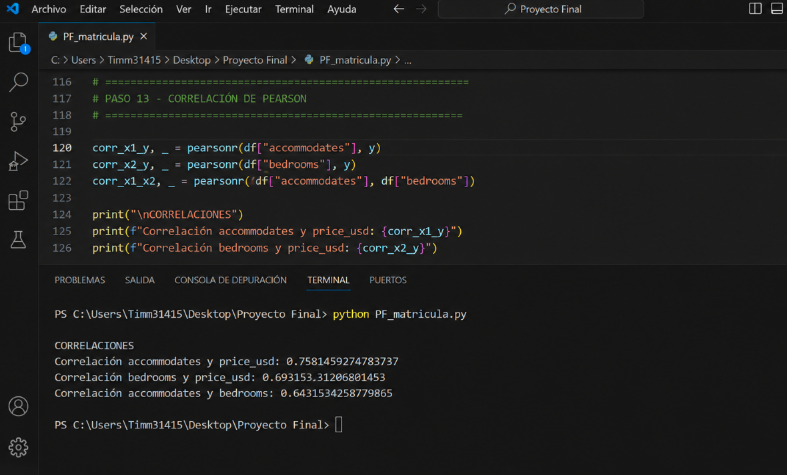 Archivo Editar Selección Ver Ir Ejecutar Terminal Ayuda Proyecto Final
PF_matricula.py
1
C: > Users > Timm31415 > Desktop > Proyecto Final > PF_matricula.py > ...
116 # ==========================================================
117 # PASO 13 - CORRELACIÓN DE PEARSON
118 # =========================================================
119
120 corr_x1_y, _ = pearsonr(df["accommodates"], y)
121 corr_x2_y, _ = pearsonr(df["bedrooms"], y)
122 corr_x1_x2, _ = pearsonr(df["accommodates"], df["bedrooms"])
123
124 print("\nCORRELACIONES")
125 print(f"Correlación accommodates y price_usd: {corr_x1_y}")
126 print(f"Correlación bedrooms y price_usd: {corr_x2_y}")
PROBLEMAS SALIDA CONSOLA DE DEPURACIÓN TERMINAL PUERTOS
PS C:\Users\Timm31415\Desktop\Proyecto Final> python PF_matricula.py
CORRELACIONES
Correlación accommodates y price_usd: 0.7581459274783737
Correlación bedrooms y price_usd: 0.693153.31206801453
Correlación accommodates y bedrooms: 0.6431534258779865
PS C:\Users\Timm31415\Desktop\Proyecto Final>